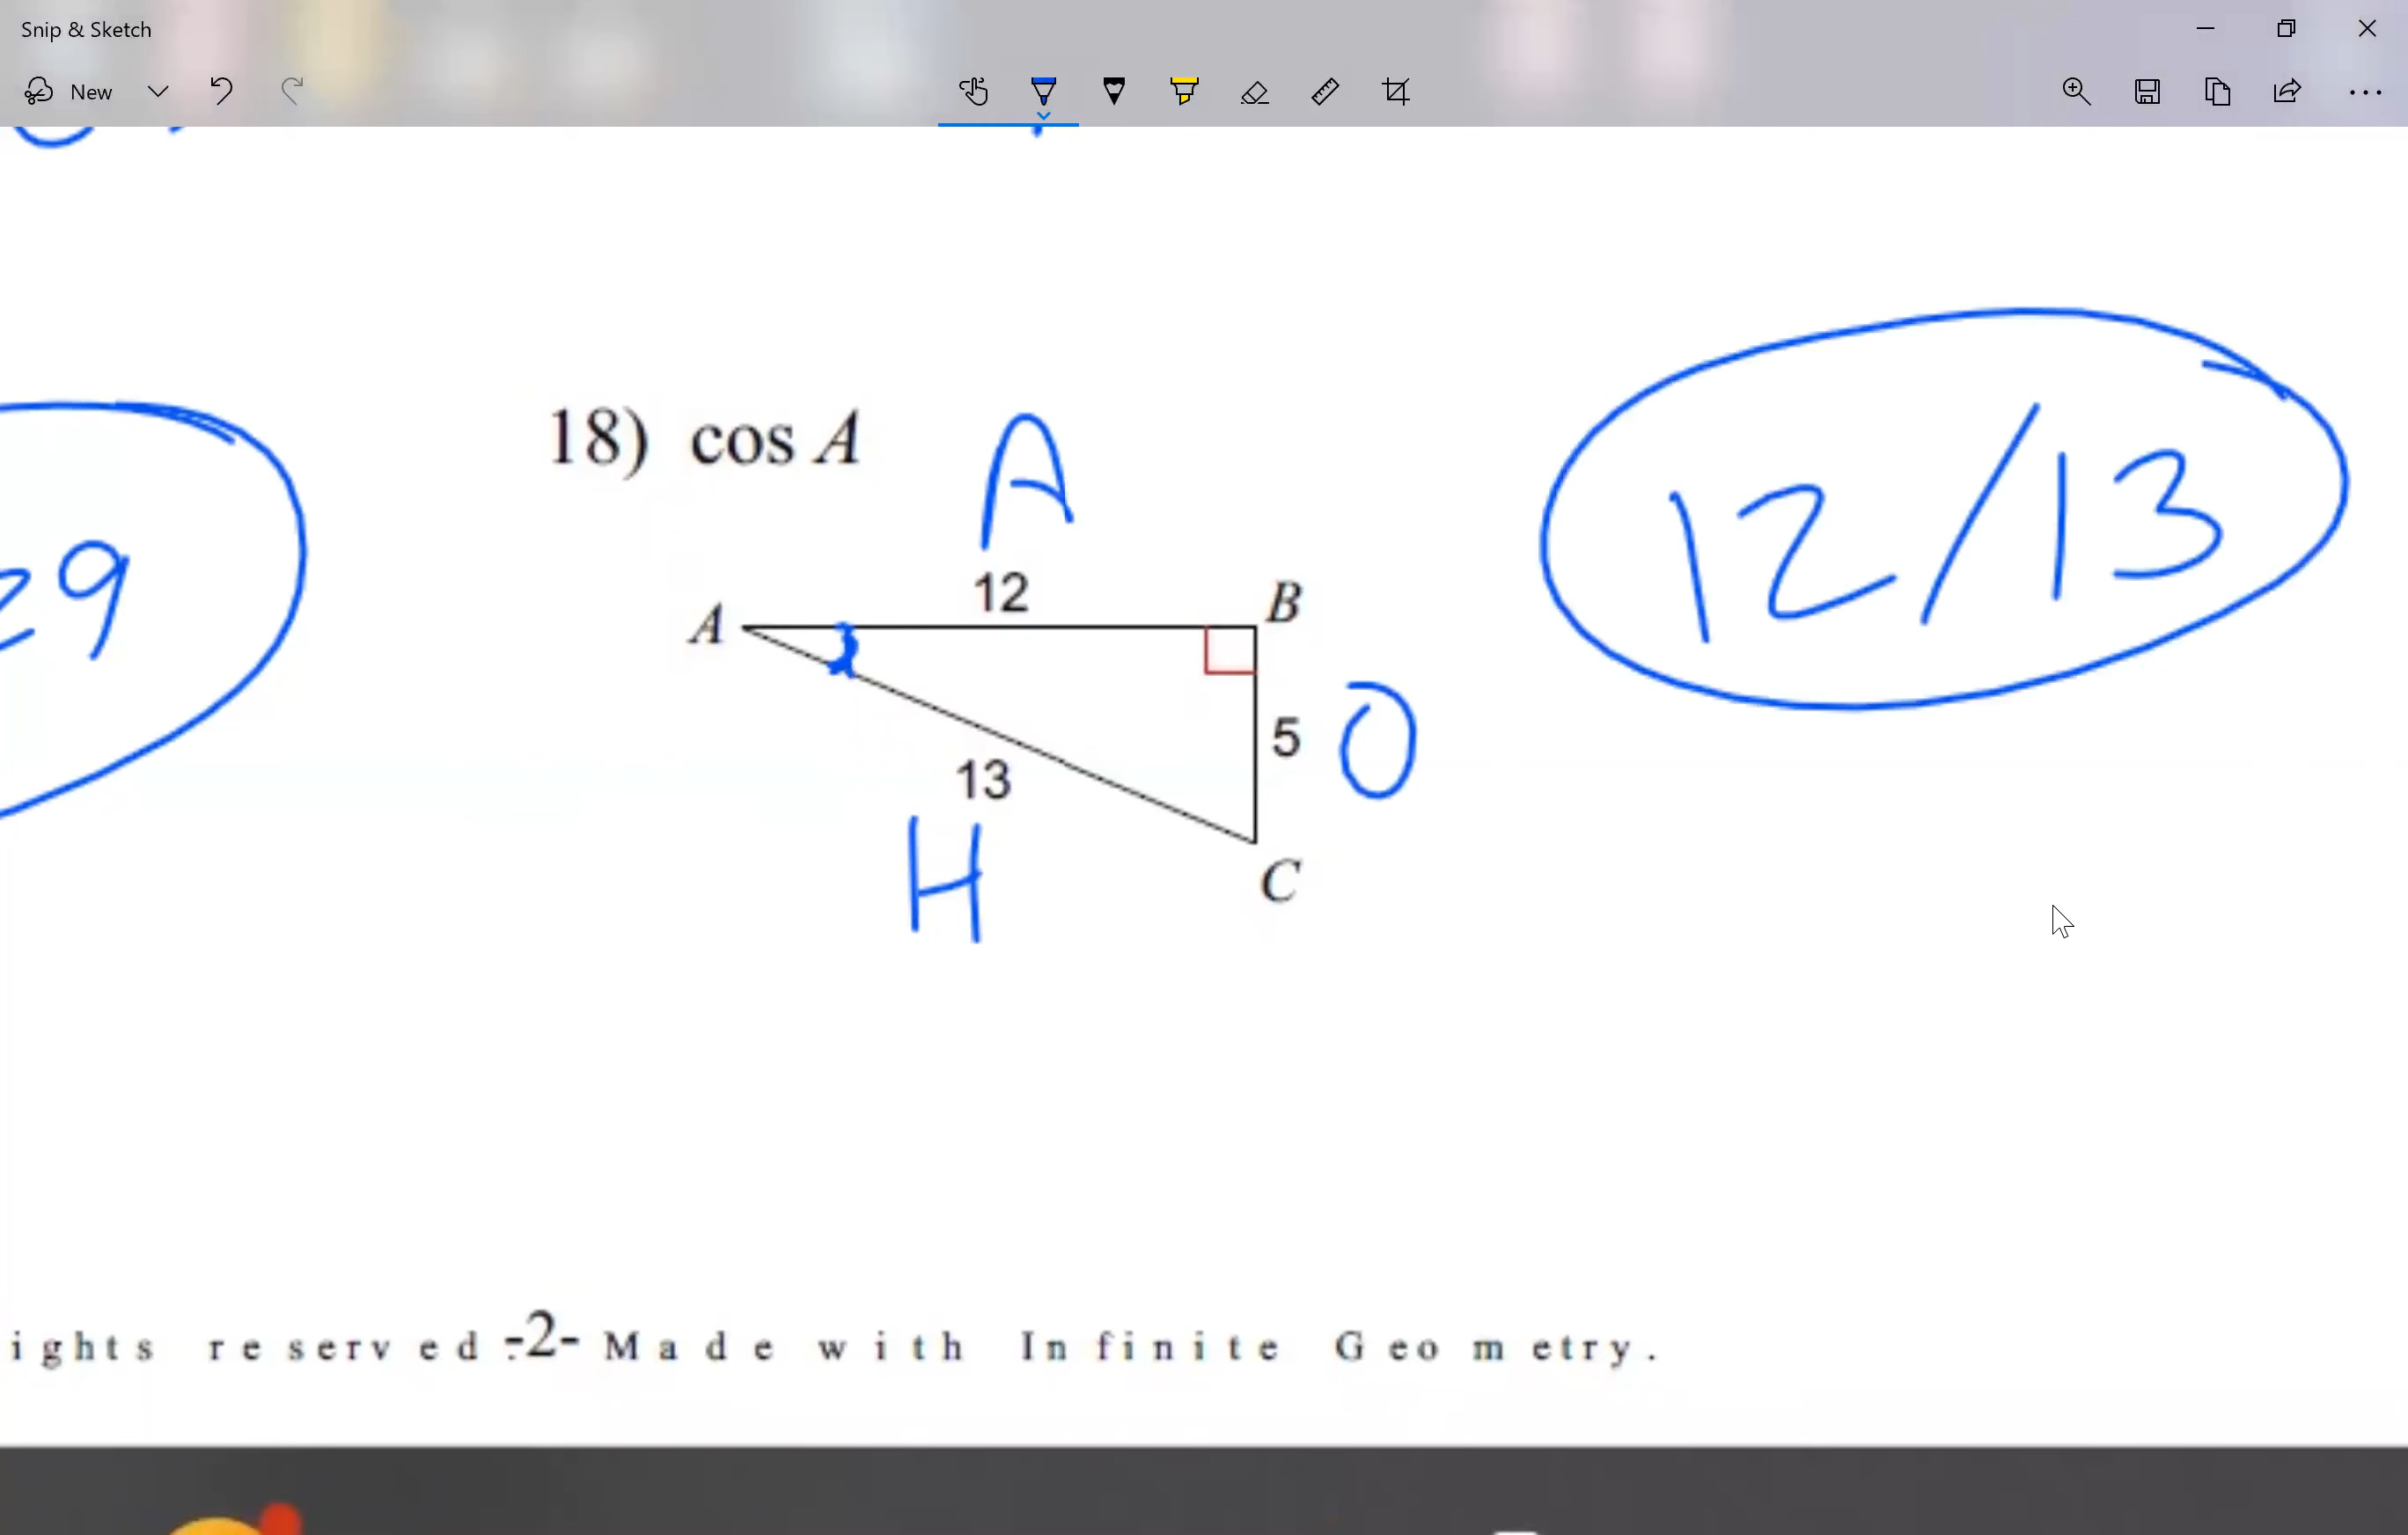 Snip & Sketch
New
18) cos A
A
12
A
B
12/13
29
5
O
13
H
C
ights reserved.
-2-
Made with Infinite Geometry.